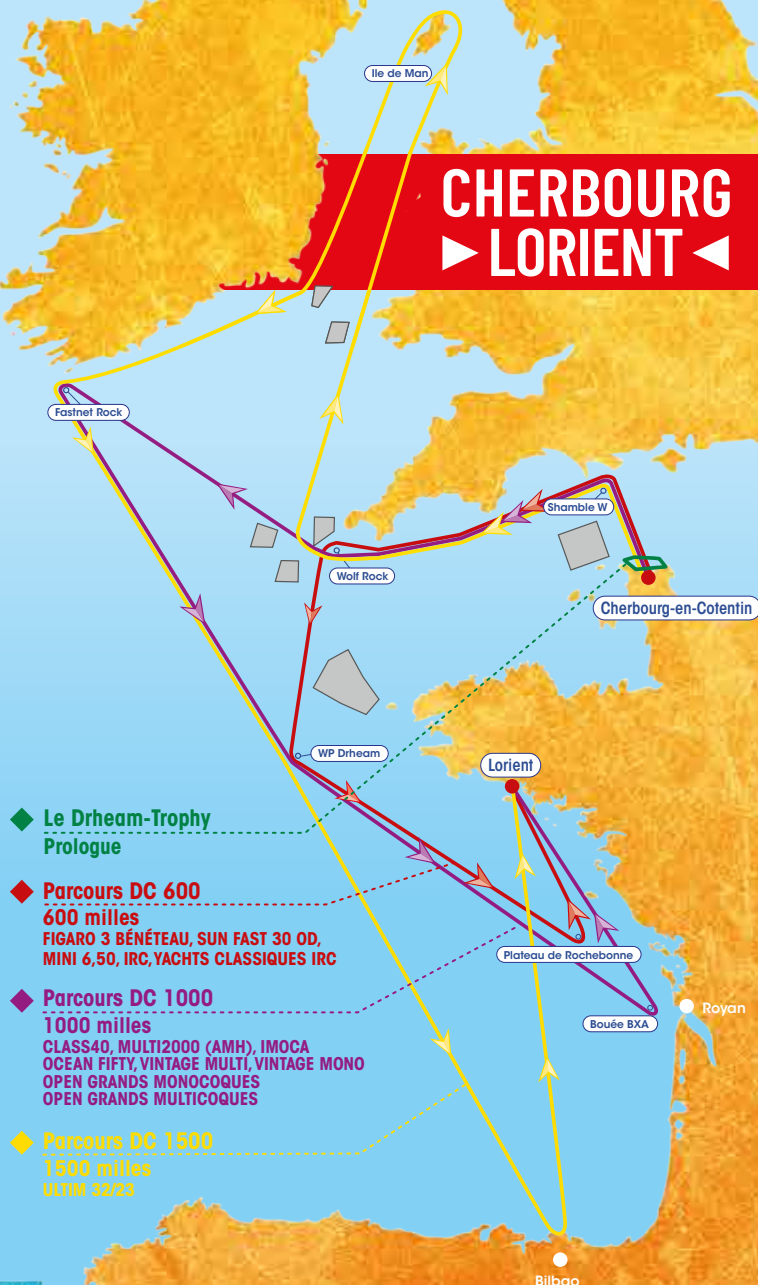 Ile de Man
CHERBOURG
LORIENT
Fastnet Rock
Shamble W
Wolf Rock
Cherbourg-en-Cotentin
WP Drheam
Lorient
Le Drheam-Trophy
Prologue
Parcours DC 600
600 milles
FIGARO 3 BÉNÉTEAU, SUN FAST 30 OD,
MINI 6,50, IRC, YACHTS CLASSIQUES IRC
Plateau de Rochebonne
Parcours DC 1000
1000 milles
CLASS40, MULTI2000 (AMH), IMOCA
OCEAN FIFTY, VINTAGE MULTI, VINTAGE MONO
OPEN GRANDS MONOCOQUES
OPEN GRANDS MULTICOQUES
Royan
Bouée BXA
Parcours DC 1500
1500 milles
ULTIM 32/23
Bilbao